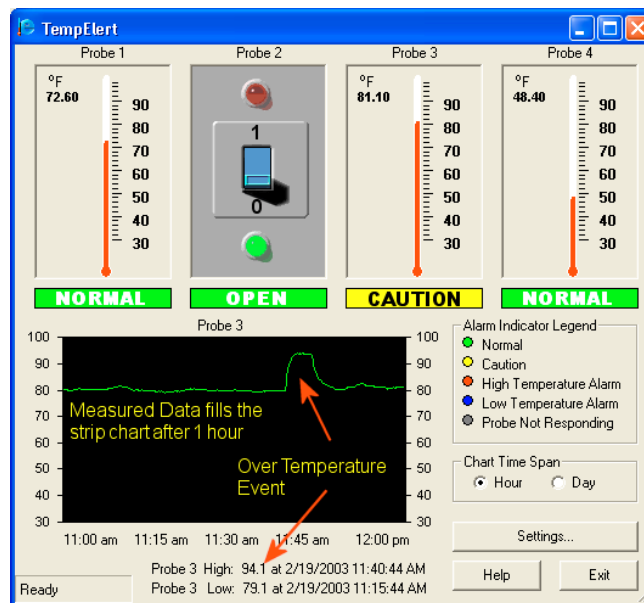 TempElert
Probe 1
Probe 2
Probe 3
Probe 4
°F
72.60
90
80
70
60
50
40
30
1
0
°F
81.10
90
80
70
60
50
40
30
°F
48.40
90
80
70
60
50
40
30
NORMAL
OPEN
CAUTION
NORMAL
Probe 3
100
90
80
70
60
50
40
30
Measured Data fills the
strip chart after 1 hour
Over Temperature
Event
100
90
80
70
60
50
40
30
11:00 am 11:15 am 11:30 am 11:45 am 12:00 pm
Probe 3 High: 94.1 at 2/19/2003 11:40:44 AM
Probe 3 Low: 79.1 at 2/19/2003 11:15:44 AM
Alarm Indicator Legend
Normal
Caution
High Temperature Alarm
Low Temperature Alarm
Probe Not Responding
Chart Time Span
Hour Day
Settings...
Help Exit
Ready